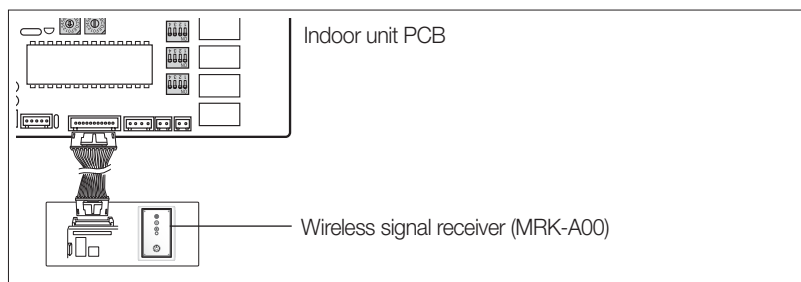 Indoor unit PCB
Wireless signal receiver (MRK-A00)